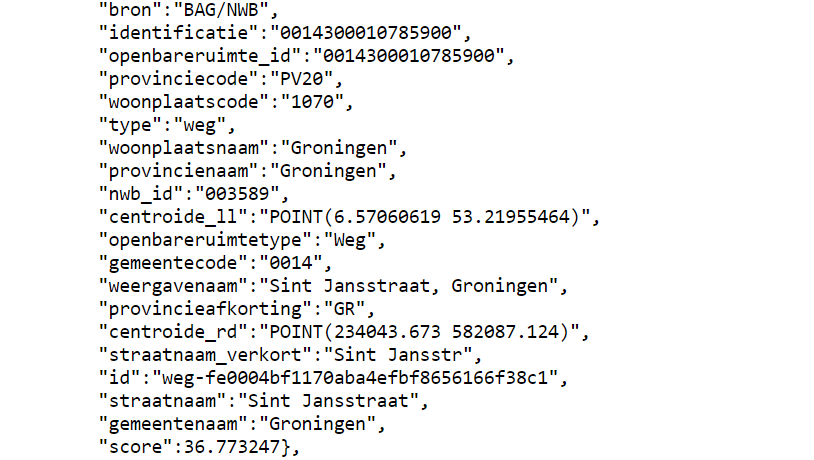 "bron":"BAG/NWB",
"identificatie":"0014300010785900",
"openbareruimte_id":"0014300010785900",
"provinciecode":"PV20",
"woonplaatscode":"1070",
"type":"weg",
"woonplaatsnaam":"Groningen",
"provincienaam":"Groningen",
"nwb_id":"003589",
"centroide_ll":"POINT(6.57060619 53.21955464)",
"openbareruimtetype":"Weg",
"gemeentecode":"0014",
"weergavenaam":"Sint Jansstraat, Groningen",
"provincieafkorting":"GR",
"centroide_rd":"POINT(234043.673 582087.124)",
"straatnaam_verkort":"Sint Jansstr",
"id":"weg-fe0004bf1170aba4efbf8656166f38c1",
"straatnaam":"Sint Jansstraat",
"gemeentenaam":"Groningen",
"score":36.773247},